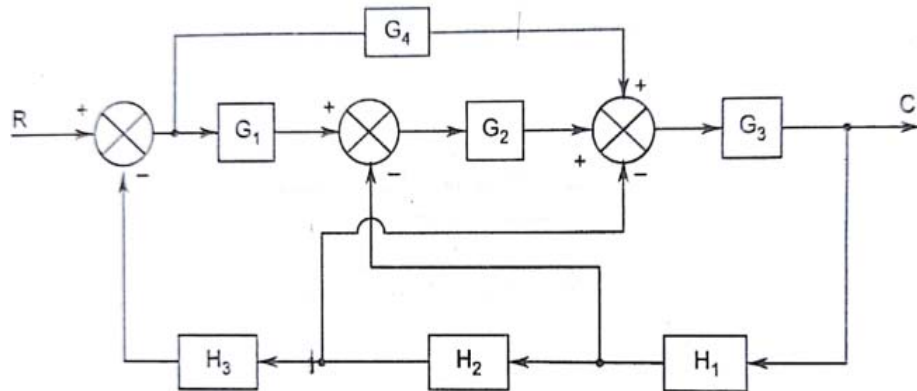 G₄
+
R + G₁ + G₂ + G₃ C
− − −
H₃ H₂ H₁